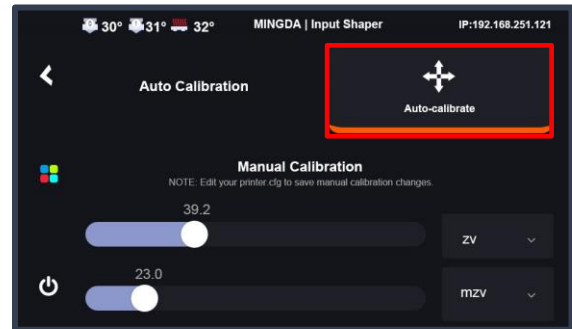 30° 31° 32° MINGDA | Input Shaper IP:192.168.251.121
Auto Calibration
Auto-calibrate
Manual Calibration
NOTE: Edit your printer.cfg to save manual calibration changes.
39.2
zv
23.0
mzv